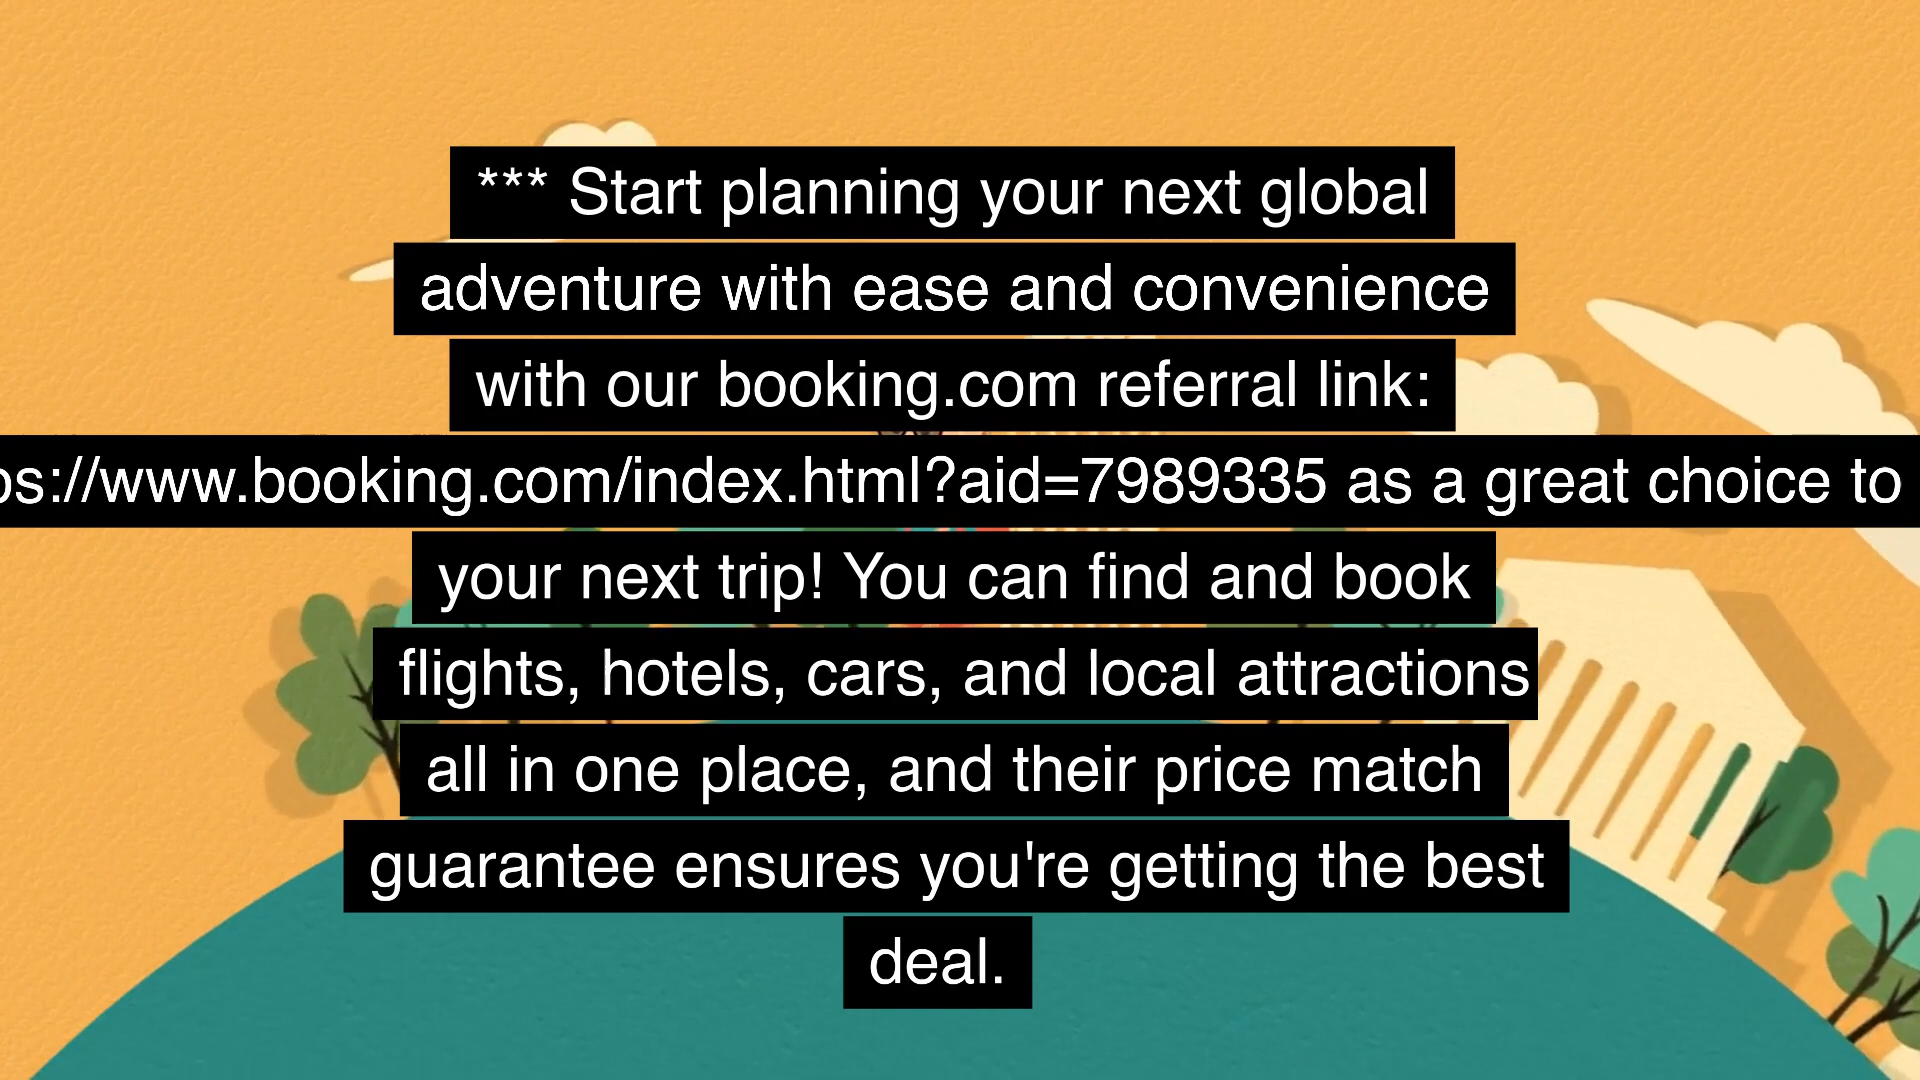 *** Start planning your next global
adventure with ease and convenience
with our booking.com referral link:
ps://www.booking.com/index.html?aid=7989335 as a great choice to
your next trip! You can find and book
flights, hotels, cars, and local attractions
all in one place, and their price match
guarantee ensures you're getting the best
deal.